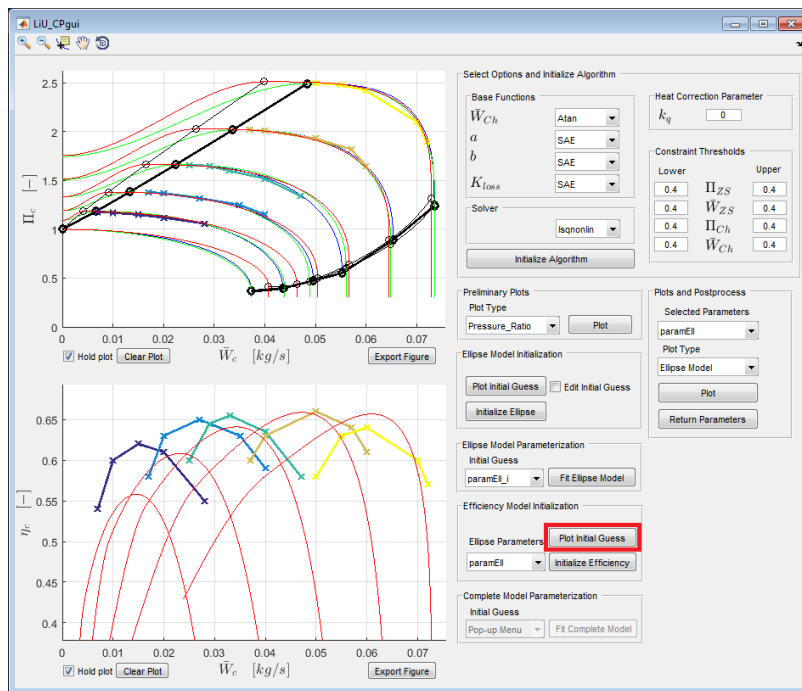 LiU_CPgui
2.5
2
1.5
1
0.5
0
Π_c [−]
0
0.01
0.02
0.03
0.04
0.05
0.06
0.07
Hold plot
Clear Plot
W̄_c [kg/s]
Export Figure
0.65
0.6
0.55
0.5
0.45
0.4
η_c [−]
0
0.01
0.02
0.03
0.04
0.05
0.06
0.07
Hold plot
Clear Plot
W̄_c [kg/s]
Export Figure
Select Options and Initialize Algorithm
Base Functions
W̄_Ch Atan
a SAE
b SAE
K_loss SAE
Solver
lsqnonlin
Initialize Algorithm
Heat Correction Parameter
k_q 0
Constraint Thresholds
Lower Upper
0.4 Π_ZS 0.4
0.4 W̄_ZS 0.4
0.4 Π_Ch 0.4
0.4 W̄_Ch 0.4
Preliminary Plots
Plot Type
Pressure_Ratio Plot
Ellipse Model Initialization
Plot Initial Guess Edit Initial Guess
Initialize Ellipse
Ellipse Model Parameterization
Initial Guess
paramEll_i Fit Ellipse Model
Efficiency Model Initialization
Plot Initial Guess
Ellipse Parameters
paramEll Initialize Efficiency
Complete Model Parameterization
Initial Guess
Pop-up Menu Fit Complete Model
Plots and Postprocess
Selected Parameters
paramEll
Plot Type
Ellipse Model
Plot
Return Parameters